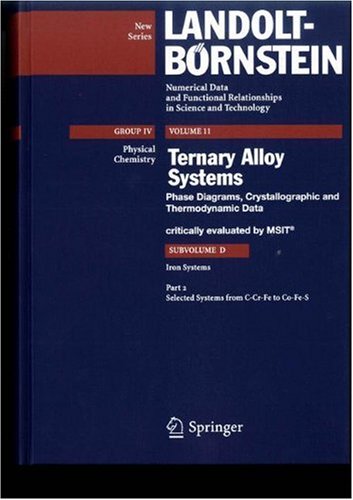 New
Series
LANDOLT-
BÖRNSTEIN
Numerical Data
and Functional Relationships
in Science and Technology
GROUP IV
VOLUME 11
Physical
Chemistry
Ternary Alloy
Systems
Phase Diagrams, Crystallographic and
Thermodynamic Data
critically evaluated by MSIT®
SUBVOLUME D
Iron Systems
Part 2
Selected Systems from C-Cr-Fe to Co-Fe-S
Springer